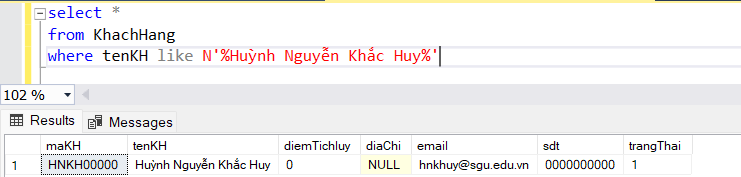 select *
from KhachHang
where tenKH like N'%Huỳnh Nguyễn Khắc Huy%'
102 %
Results Messages
maKH tenKH diemTichluy diaChi email sdt trangThai
1 HNKH00000 Huỳnh Nguyễn Khắc Huy 0 NULL hnkhuy@sgu.edu.vn 0000000000 1